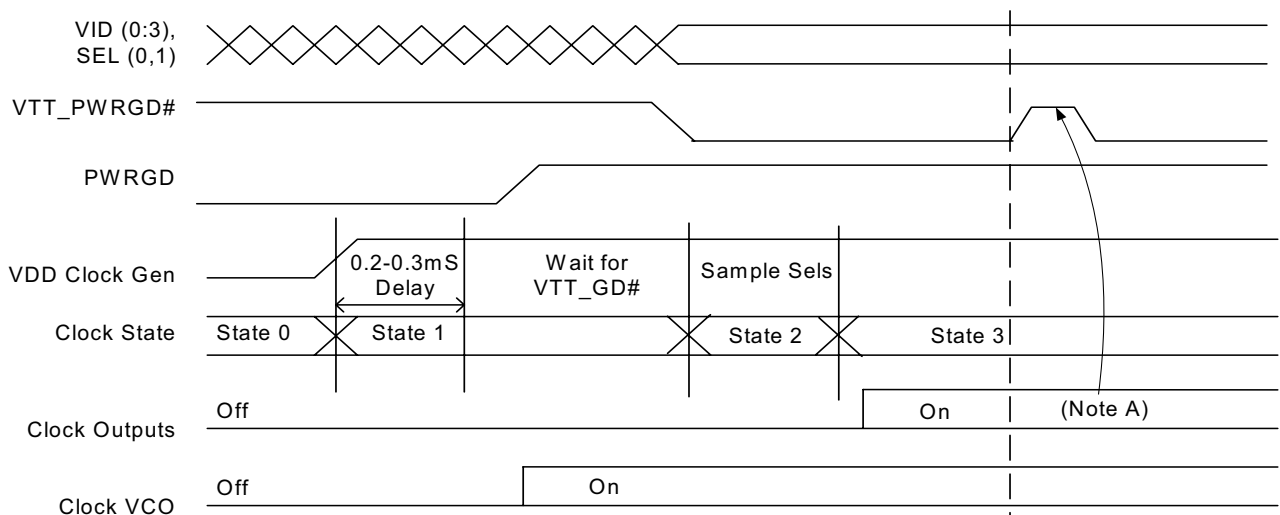 VID (0:3),
SEL (0,1)
VTT_PWRGD#
PWRGD
VDD Clock Gen
0.2-0.3mS
Delay
Wait for
VTT_GD#
Sample Sels
Clock State
State 0
State 1
State 2
State 3
Clock Outputs
Off
On
(Note A)
Clock VCO
Off
On